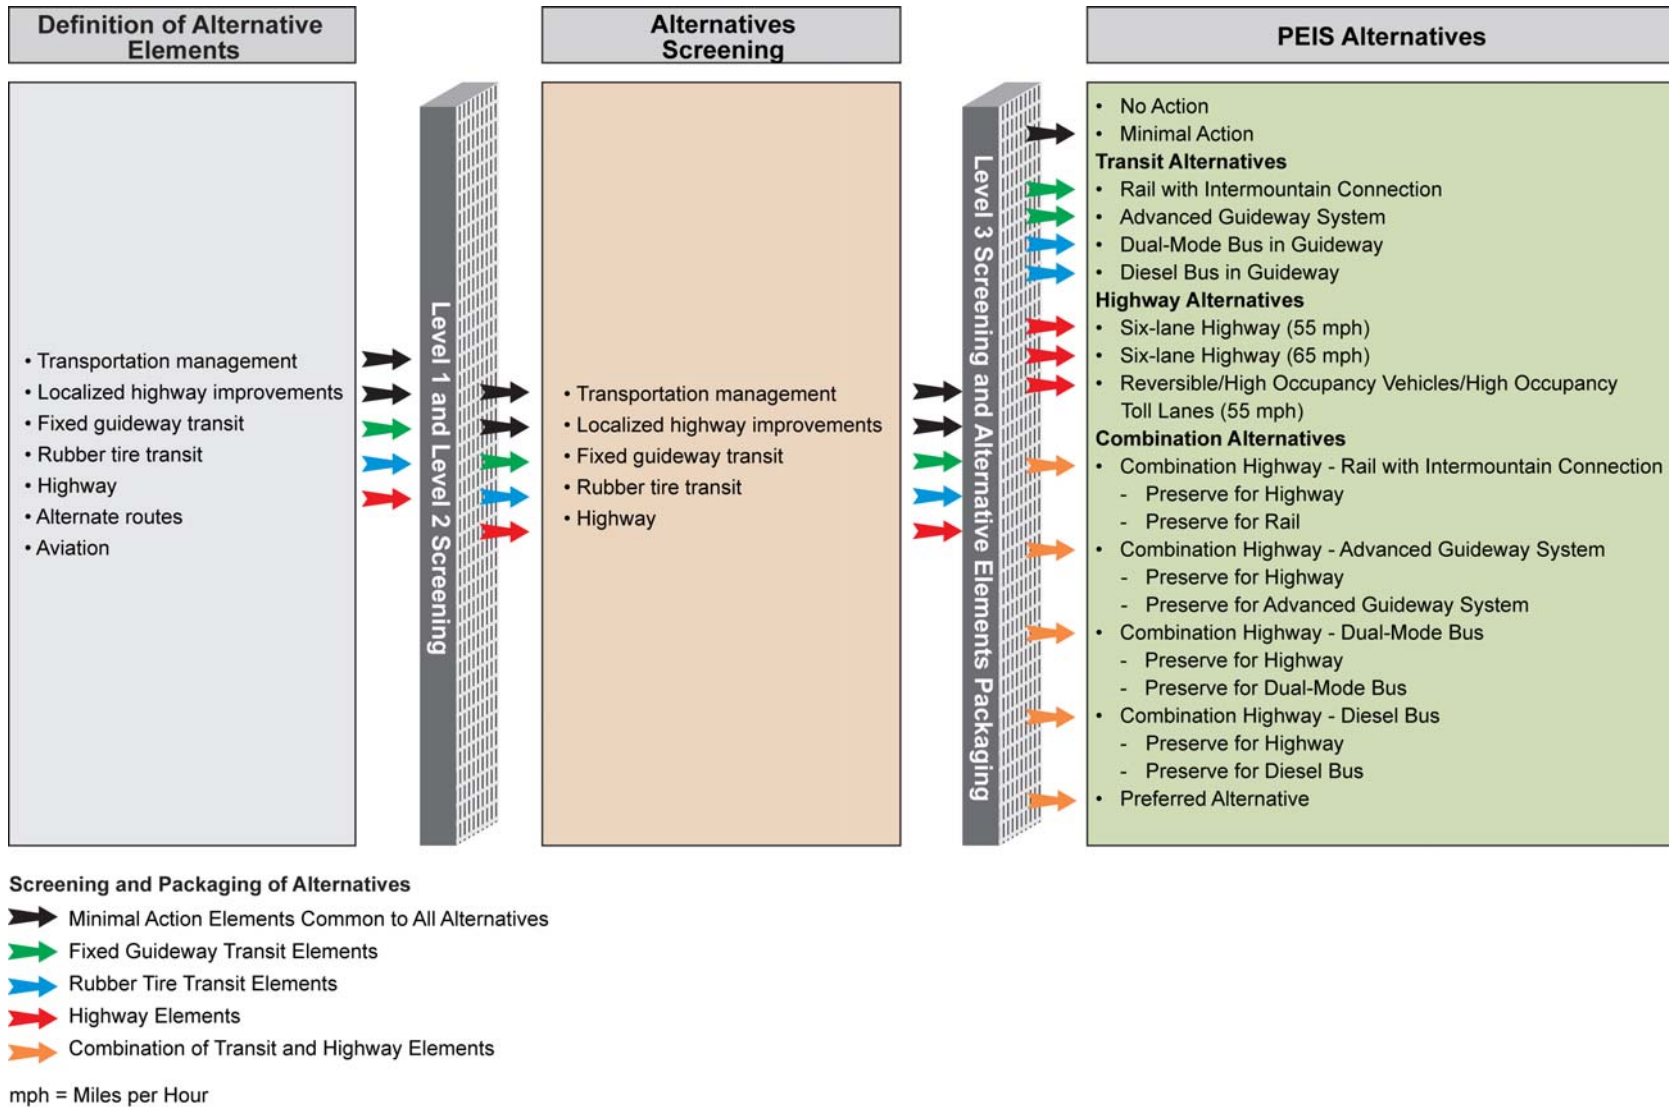 Definition of Alternative
Elements
• Transportation management
• Localized highway improvements
• Fixed guideway transit
• Rubber tire transit
• Highway
• Alternate routes
• Aviation
Level 1 and Level 2 Screening
Alternatives
Screening
• Transportation management
• Localized highway improvements
• Fixed guideway transit
• Rubber tire transit
• Highway
Level 3 Screening and Alternative Elements Packaging
PEIS Alternatives
• No Action
• Minimal Action
Transit Alternatives
• Rail with Intermountain Connection
• Advanced Guideway System
• Dual-Mode Bus in Guideway
• Diesel Bus in Guideway
Highway Alternatives
• Six-lane Highway (55 mph)
• Six-lane Highway (65 mph)
• Reversible/High Occupancy Vehicles/High Occupancy
Toll Lanes (55 mph)
Combination Alternatives
• Combination Highway - Rail with Intermountain Connection
- Preserve for Highway
- Preserve for Rail
• Combination Highway - Advanced Guideway System
- Preserve for Highway
- Preserve for Advanced Guideway System
• Combination Highway - Dual-Mode Bus
- Preserve for Highway
- Preserve for Dual-Mode Bus
• Combination Highway - Diesel Bus
- Preserve for Highway
- Preserve for Diesel Bus
• Preferred Alternative
Screening and Packaging of Alternatives
Minimal Action Elements Common to All Alternatives
Fixed Guideway Transit Elements
Rubber Tire Transit Elements
Highway Elements
Combination of Transit and Highway Elements
mph = Miles per Hour